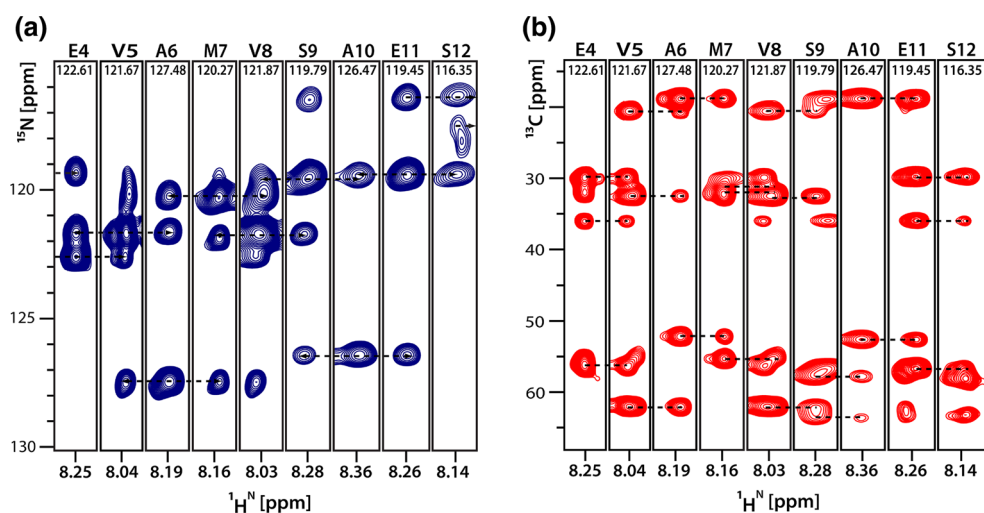 (a)
E4 V5 A6 M7 V8 S9 A10 E11 S12
122.61 121.67 127.48 120.27 121.87 119.79 126.47 119.45 116.35
15N [ppm]
120
125
130
8.25 8.04 8.19 8.16 8.03 8.28 8.36 8.26 8.14
1HN [ppm]
(b)
E4 V5 A6 M7 V8 S9 A10 E11 S12
122.61 121.67 127.48 120.27 121.87 119.79 126.47 119.45 116.35
13C [ppm]
20
30
40
50
60
8.25 8.04 8.19 8.16 8.03 8.28 8.36 8.26 8.14
1HN [ppm]